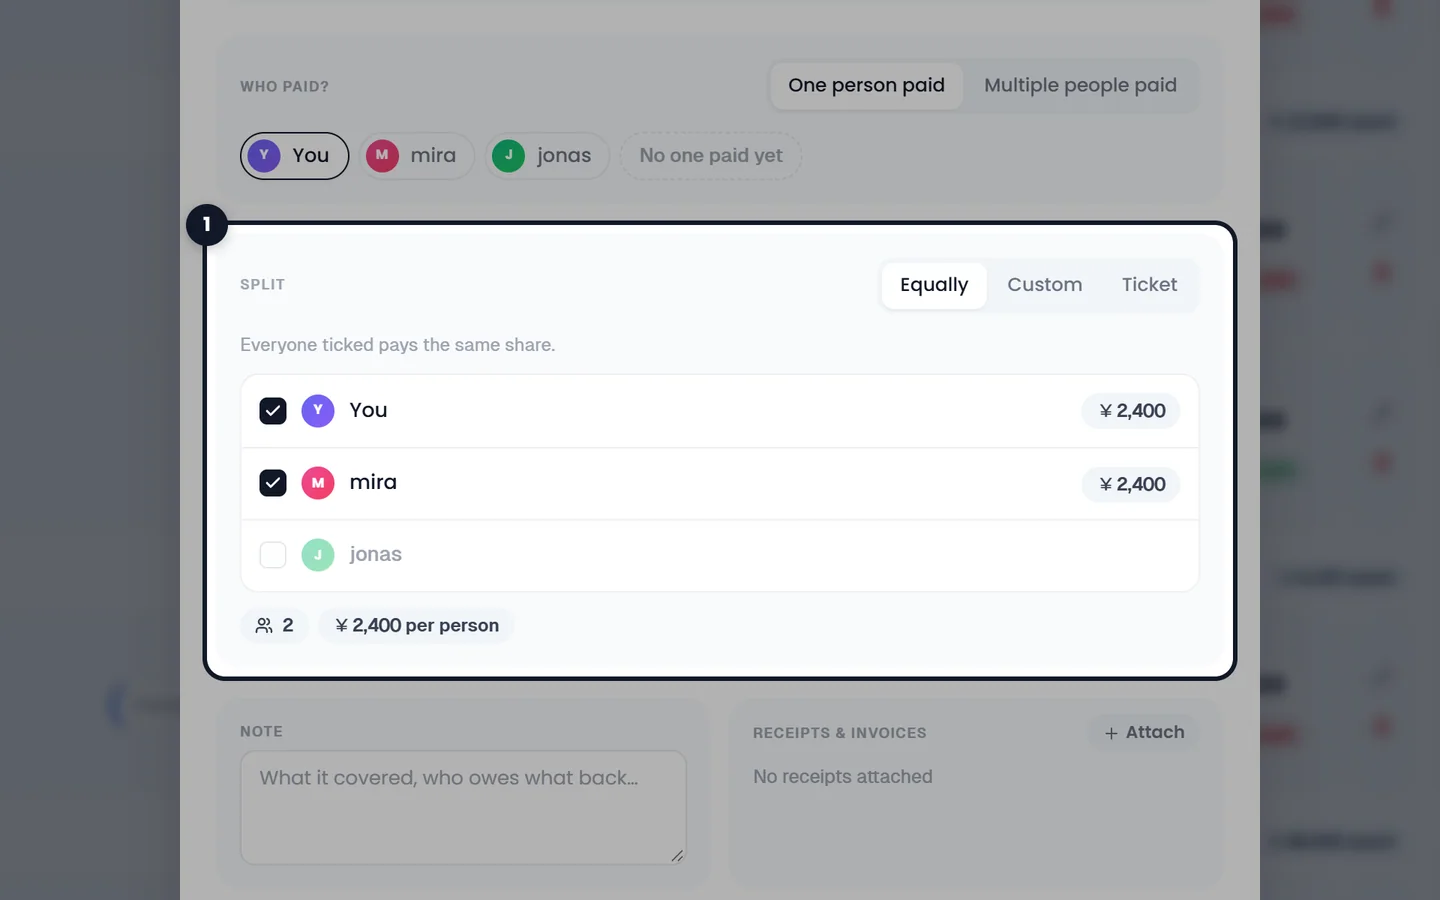 WHO PAID?
One person paid Multiple people paid
Y You M mira J jonas No one paid yet
1
SPLIT
Equally Custom Ticket
Everyone ticked pays the same share.
Y You ¥ 2,400
M mira ¥ 2,400
J jonas
2 ¥ 2,400 per person
NOTE
What it covered, who owes what back...
RECEIPTS & INVOICES
+ Attach
No receipts attached